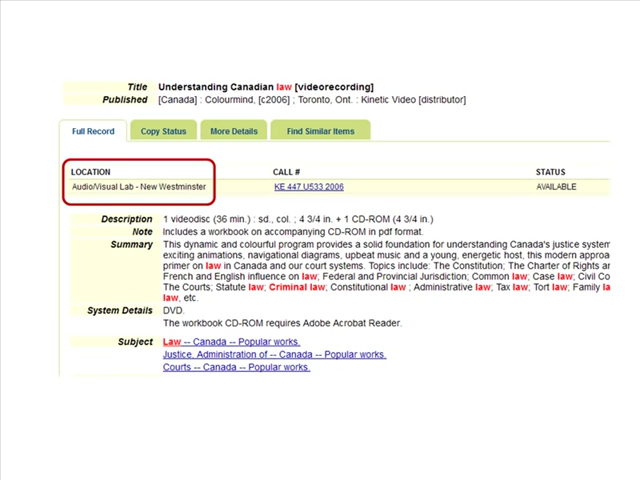 Title Understanding Canadian law [videorecording]
Published [Canada] : Colourmind, [c2006] ; Toronto, Ont. : Kinetic Video [distributor]
Full Record Copy Status More Details Find Similar Items
LOCATION CALL # STATUS
Audio/Visual Lab - New Westminster KE 447 U533 2006 AVAILABLE
Description 1 videodisc (36 min.) : sd., col. ; 4 3/4 in. + 1 CD-ROM (4 3/4 in.)
Note Includes a workbook on accompanying CD-ROM in pdf format.
Summary This dynamic and colourful program provides a solid foundation for understanding Canada's justice system
exciting animations, navigational diagrams, upbeat music and a young, energetic host, this modern approa
primer on law in Canada and our court systems. Topics include: The Constitution; The Charter of Rights ar
French and English influence on law; Federal and Provincial Jurisdiction; Common law; Case law; Civil Co
The Courts; Statute law; Criminal law; Constitutional law ; Administrative law; Tax law; Tort law; Family la
law, etc.
System Details DVD.
The workbook CD-ROM requires Adobe Acrobat Reader.
Subject Law -- Canada -- Popular works.
Justice, Administration of -- Canada -- Popular works.
Courts -- Canada -- Popular works.